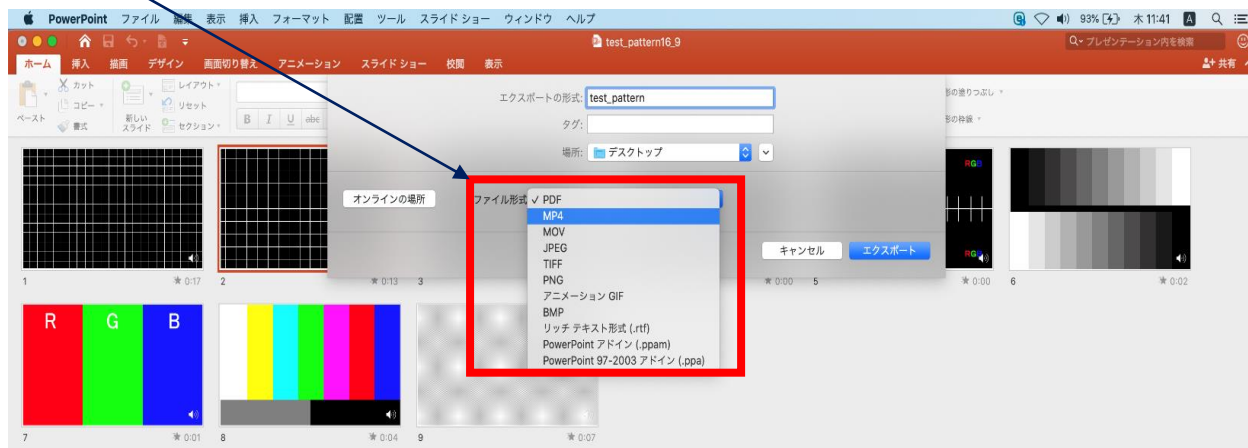 PowerPoint ファイル 編集 表示 挿入 フォーマット 配置 ツール スライド ショー ウィンドウ ヘルプ 93% 木 11:41 A
test_pattern16_9 プレゼンテーション内を検索
ホーム 挿入 描画 デザイン 画面切り替え アニメーション スライド ショー 校閲 表示 共有
ペースト カット コピー 書式
新しい スライド レイアウト リセット セクション
B I U abc
エクスポートの形式: test_pattern
タグ:
場所: デスクトップ
形の塗りつぶし
形の枠線
オンラインの場所 ファイル形式 ✓ PDF
MP4
MOV
JPEG
TIFF
PNG
アニメーション GIF
BMP
リッチ テキスト形式 (.rtf)
PowerPoint アドイン (.ppam)
PowerPoint 97-2003 アドイン (.ppa)
キャンセル エクスポート
RGB
RGB
1 0:17 2 0:13 3 0:00 5 0:00 6 0:02
R G B
7 0:01 8 0:04 9 0:07